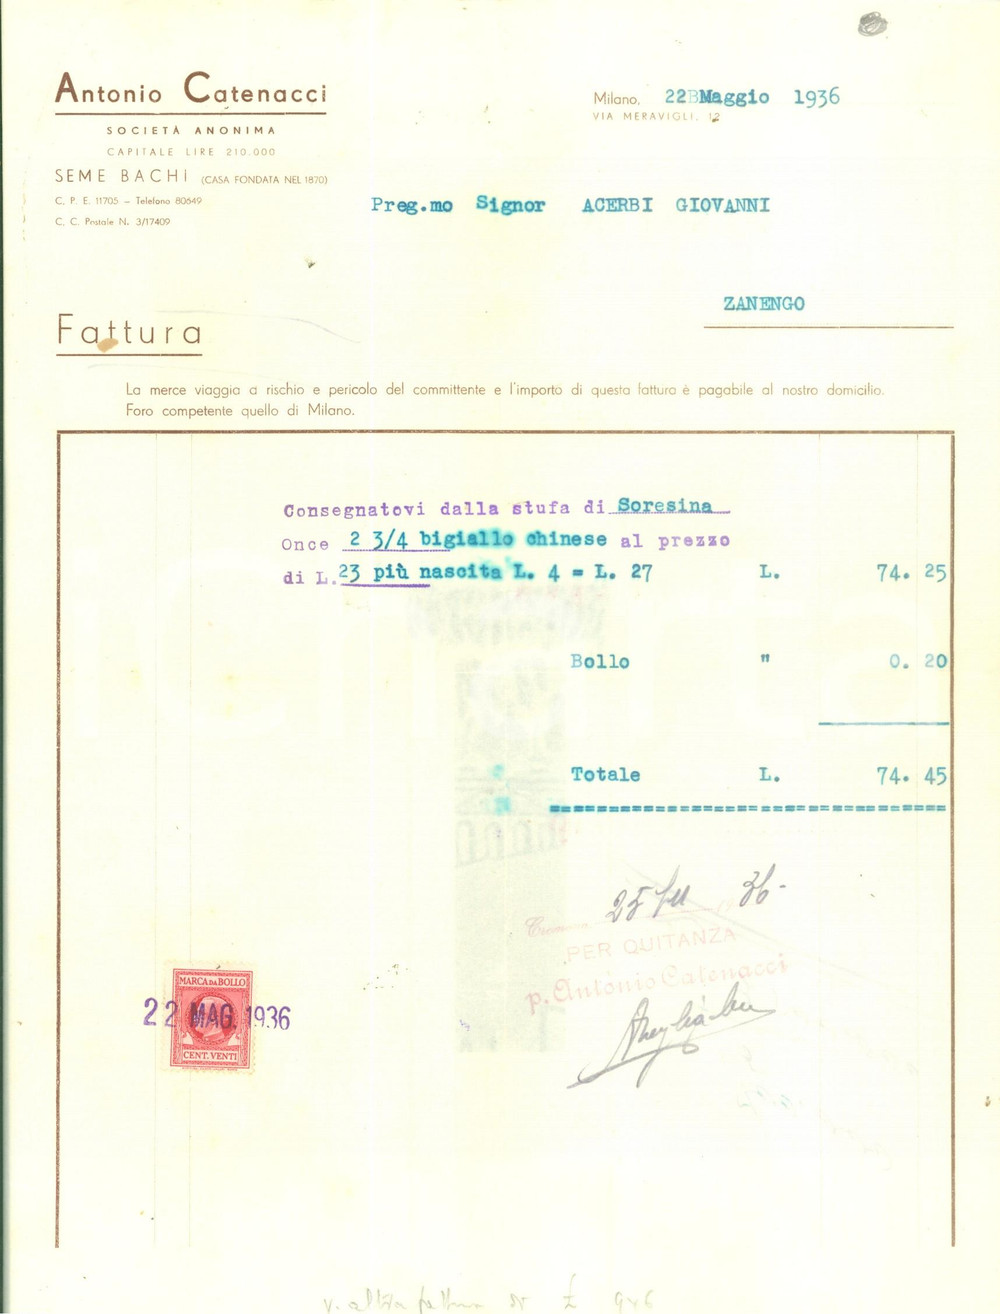 Antonio Catenacci
SOCIETÀ ANONIMA
CAPITALE LIRE 210.000
SEME BACHI (CASA FONDATA NEL 1870)
C. P. E. 11705 - Telefono 80649
C. C. Postale N. 3/17409
Milano, 22 Maggio 1936
VIA MERAVIGLI, 12
Preg.mo Signor ACERBI GIOVANNI
ZANENGO
Fattura
La merce viaggia a rischio e pericolo del committente e l'importo di questa fattura è pagabile al nostro domicilio.
Foro competente quello di Milano.
Consegnatovi dalla stufa di Soresina
Once 2 3/4 bigiallo chinese al prezzo
di L. 23 più nascita L. 4 = L. 27 L. 74. 25
Bollo " 0. 20
Totale L. 74. 45
25 36-
PER QUITANZA
p. Antonio Catenacci
MARCA DA BOLLO
22 MAG. 1936
CENT. VENTI
v. altra fattura